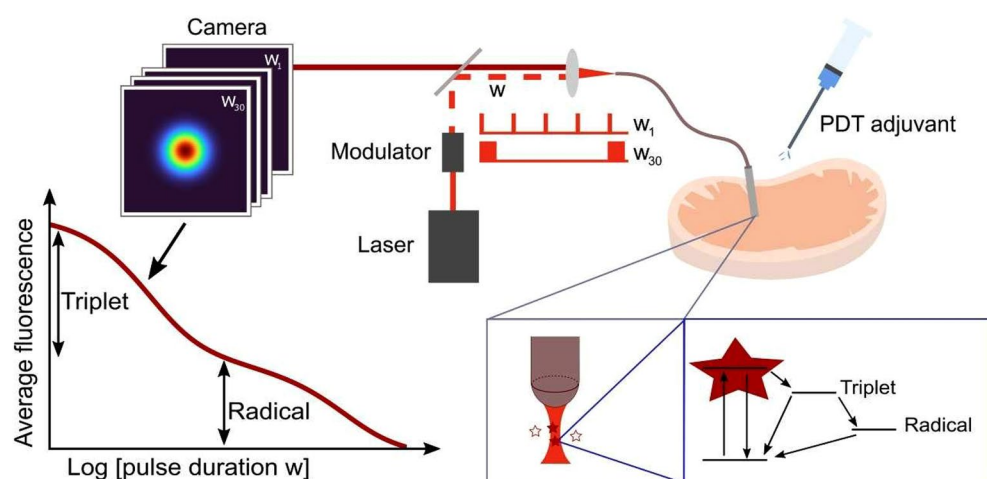 Camera
W1
W30
w
W1
W30
Modulator
Laser
PDT adjuvant
Average fluorescence
Triplet
Radical
Log [pulse duration w]
Triplet
Radical